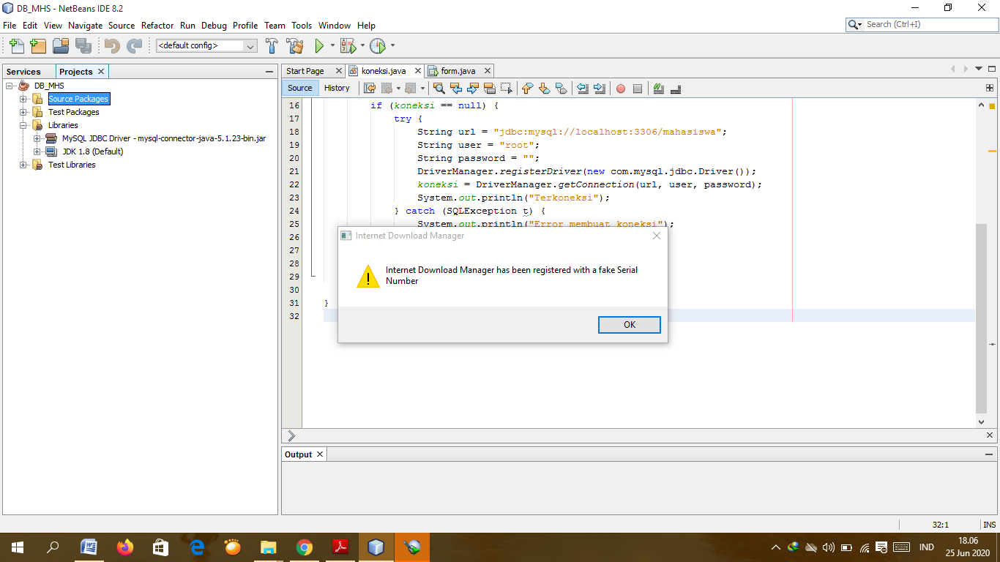 DB_MHS - NetBeans IDE 8.2
File Edit View Navigate Source Refactor Run Debug Profile Team Tools Window Help
Search (Ctrl+I)
<default config>
Services Projects
Start Page koneksi.java form.java
DB_MHS
Source Packages
Test Packages
Libraries
MySQL JDBC Driver - mysql-connector-java-5.1.23-bin.jar
JDK 1.8 (Default)
Test Libraries
Source History
16 if (koneksi == null) {
17 try {
18 String url = "jdbc:mysql://localhost:3306/mahasiswa";
19 String user = "root";
20 String password = "";
21 DriverManager.registerDriver(new com.mysql.jdbc.Driver());
22 koneksi = DriverManager.getConnection(url, user, password);
23 System.out.println("Terkoneksi");
24 } catch (SQLException t) {
25 System.out.println("Error membuat koneksi");
26
27
28
29
30
31 }
32
Internet Download Manager
Internet Download Manager has been registered with a fake Serial
Number
OK
Output
32:1 INS
IND
18.06
25 Jun 2020